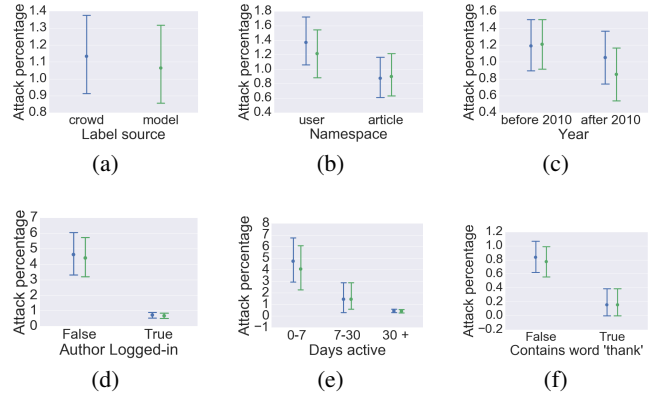 Attack percentage
1.4
1.3
1.2
1.1
1.0
0.9
0.8
crowd model
Label source
(a)
Attack percentage
1.8
1.6
1.4
1.2
1.0
0.8
0.6
0.4
user article
Namespace
(b)
Attack percentage
1.6
1.4
1.2
1.0
0.8
0.6
0.4
before 2010 after 2010
Year
(c)
Attack percentage
7
6
5
4
3
2
1
0
False True
Author Logged-in
(d)
Attack percentage
8
7
6
5
4
3
2
1
0
−1
0-7 7-30 30 +
Days active
(e)
Attack percentage
1.2
1.0
0.8
0.6
0.4
0.2
0.0
−0.2
False True
Contains word 'thank'
(f)